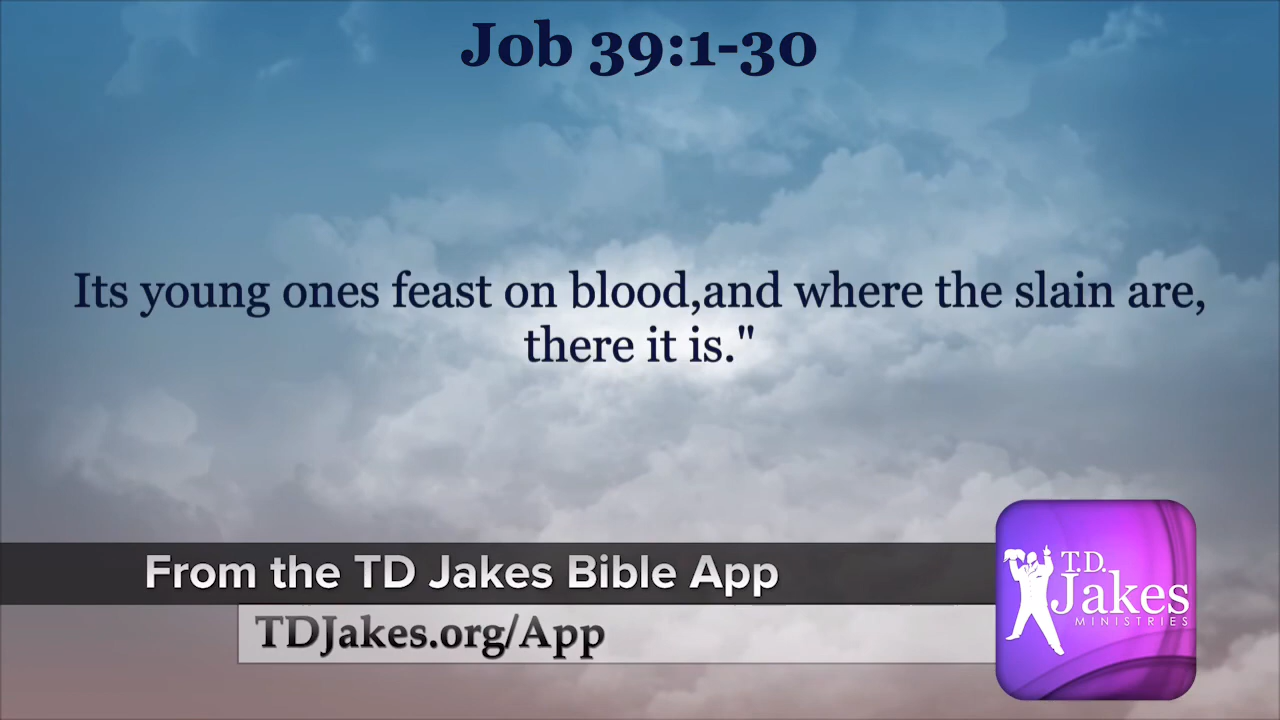 Job 39:1-30
Its young ones feast on blood,and where the slain are,
there it is."
From the TD Jakes Bible App
TDJakes.org/App
T.D.
Jakes
MINISTRIES